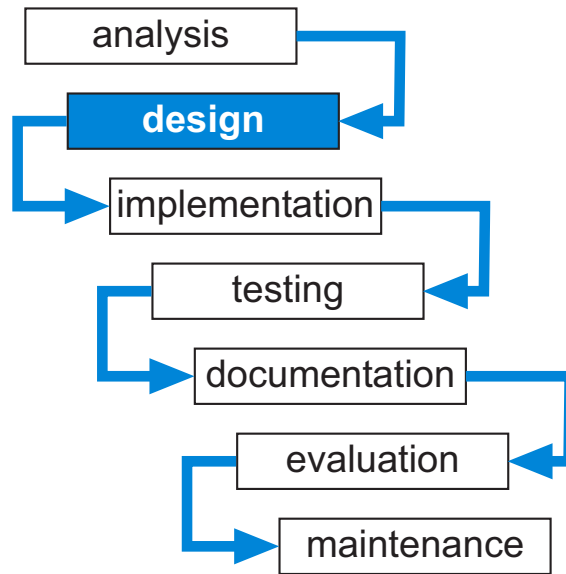 analysis
design
implementation
testing
documentation
evaluation
maintenance